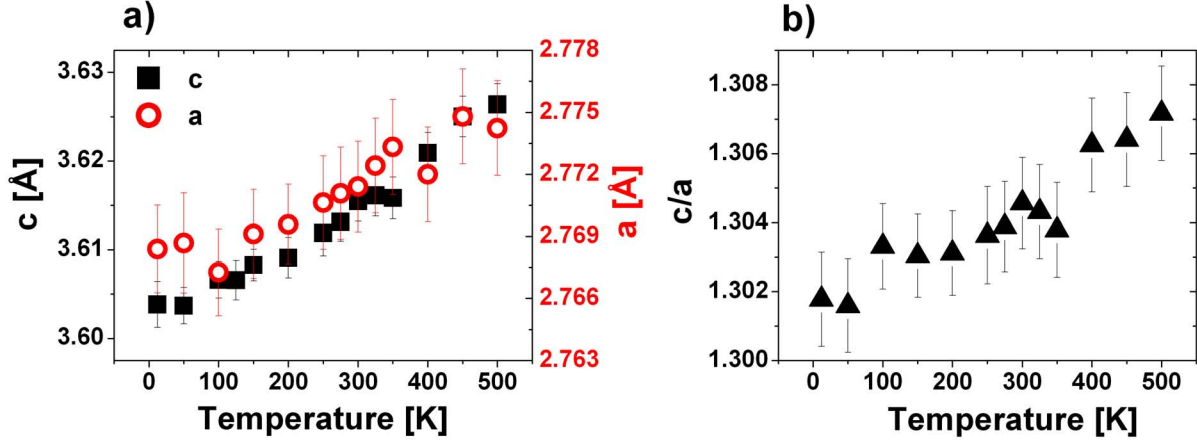 a)
c
a
3.63
3.62
3.61
3.60
c [Å]
2.778
2.775
2.772
2.769
2.766
2.763
a [Å]
0 100 200 300 400 500
Temperature [K]
b)
1.308
1.306
1.304
1.302
1.300
c/a
0 100 200 300 400 500
Temperature [K]